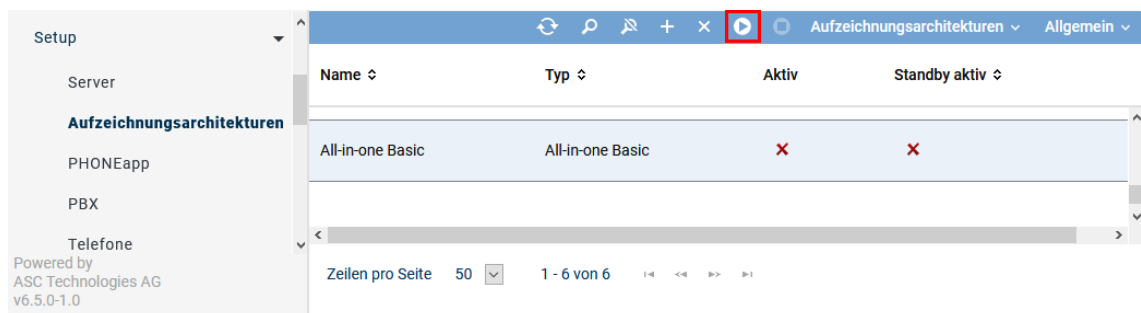 Setup
Server
Aufzeichnungsarchitekturen
PHONEapp
PBX
Telefone
Powered by
ASC Technologies AG
v6.5.0-1.0
Aufzeichnungsarchitekturen Allgemein
Name Typ Aktiv Standby aktiv
All-in-one Basic All-in-one Basic
Zeilen pro Seite 50 1 - 6 von 6